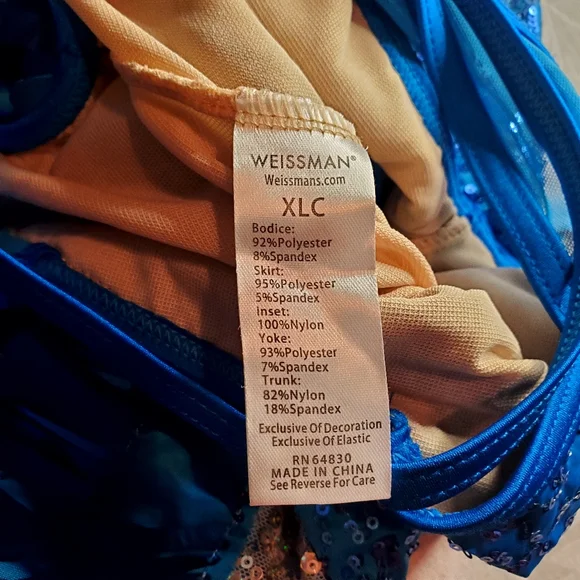 WEISSMAN®
Weissmans.com
XLC
Bodice:
92%Polyester
8%Spandex
Skirt:
95%Polyester
5%Spandex
Inset:
100%Nylon
Yoke:
93%Polyester
7%Spandex
Trunk:
82%Nylon
18%Spandex
Exclusive Of Decoration
Exclusive Of Elastic
RN64830
MADE IN CHINA
See Reverse For Care